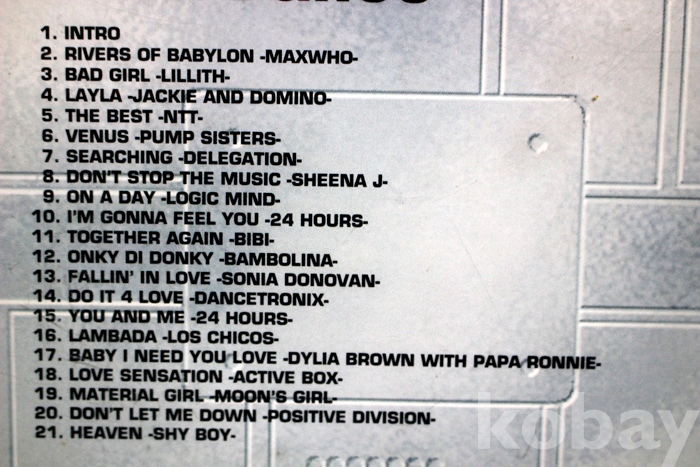 1. INTRO
2. RIVERS OF BABYLON -MAXWHO-
3. BAD GIRL -LILLITH-
4. LAYLA -JACKIE AND DOMINO-
5. THE BEST -NTT-
6. VENUS -PUMP SISTERS-
7. SEARCHING -DELEGATION-
8. DON'T STOP THE MUSIC -SHEENA J-
9. ON A DAY -LOGIC MIND-
10. I'M GONNA FEEL YOU -24 HOURS-
11. TOGETHER AGAIN -BIBI-
12. ONKY DI DONKY -BAMBOLINA-
13. FALLIN' IN LOVE -SONIA DONOVAN-
14. DO IT 4 LOVE -DANCETRONIX-
15. YOU AND ME -24 HOURS-
16. LAMBADA -LOS CHICOS-
17. BABY I NEED YOU LOVE -DYLIA BROWN WITH PAPA RONNIE-
18. LOVE SENSATION -ACTIVE BOX-
19. MATERIAL GIRL -MOON'S GIRL-
20. DON'T LET ME DOWN -POSITIVE DIVISION-
21. HEAVEN -SHY BOY-
kobay